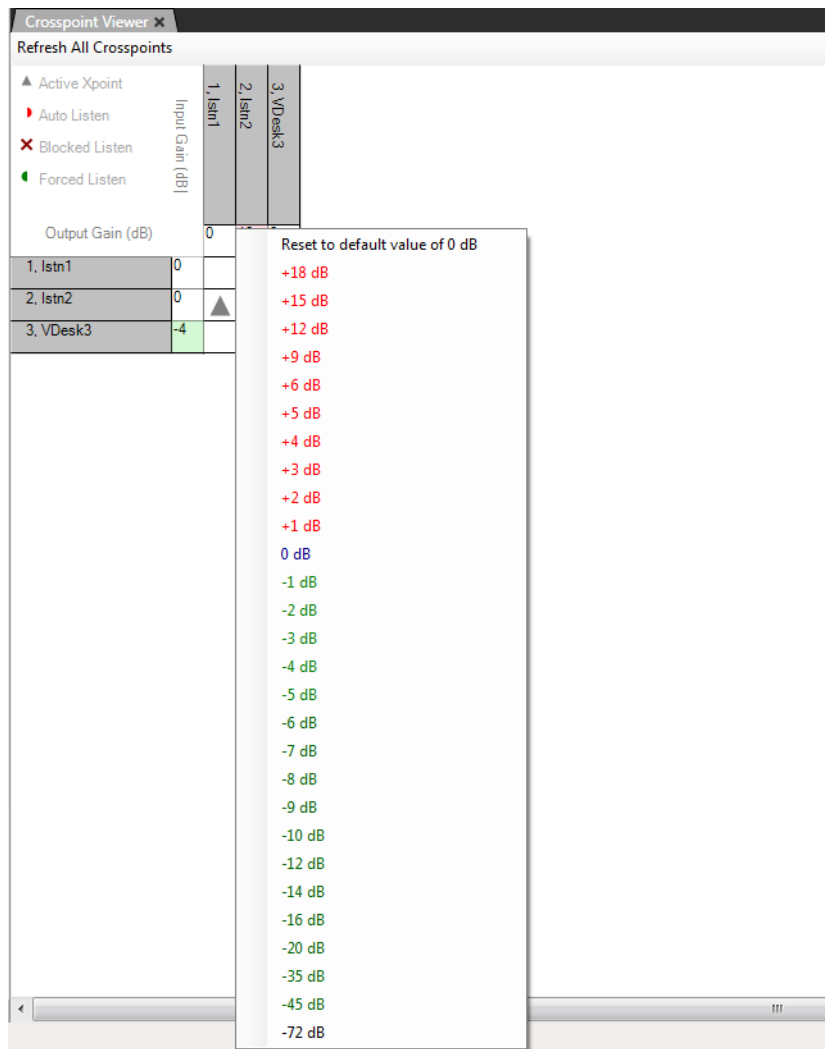 Crosspoint Viewer ×
Refresh All Crosspoints
Active Xpoint
Auto Listen
Blocked Listen
Forced Listen
Input Gain (dB)
1, Istn1
2, Istn2
3, VDesk3
Output Gain (dB)
0
1, Istn1
0
2, Istn2
0
3, VDesk3
-4
Reset to default value of 0 dB
+18 dB
+15 dB
+12 dB
+9 dB
+6 dB
+5 dB
+4 dB
+3 dB
+2 dB
+1 dB
0 dB
-1 dB
-2 dB
-3 dB
-4 dB
-5 dB
-6 dB
-7 dB
-8 dB
-9 dB
-10 dB
-12 dB
-14 dB
-16 dB
-20 dB
-35 dB
-45 dB
-72 dB